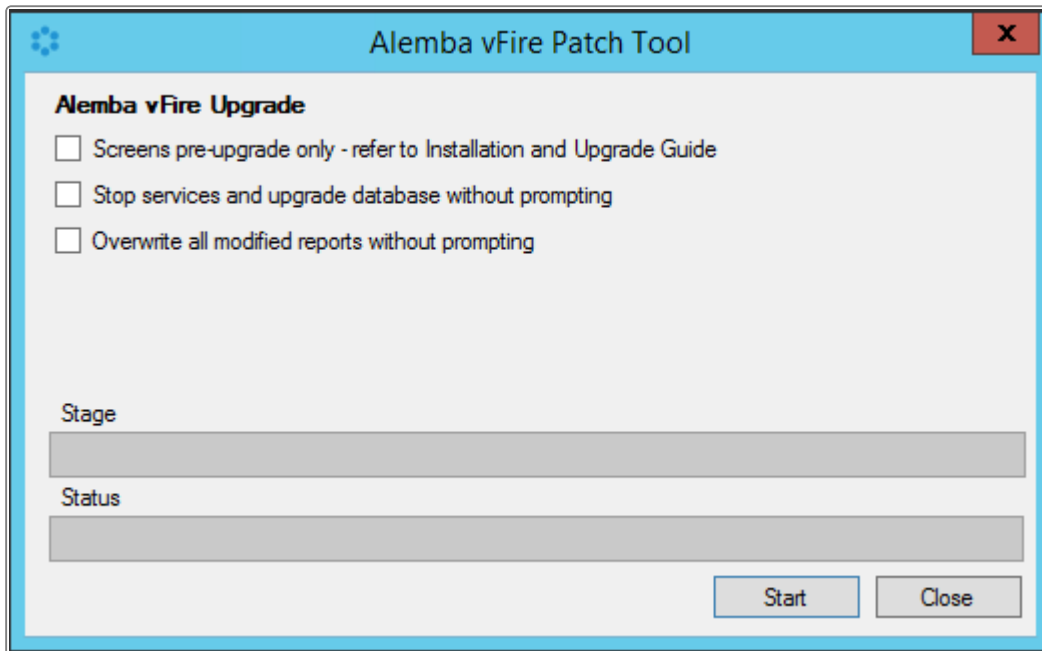 Alemba vFire Patch Tool
x
Alemba vFire Upgrade
Screens pre-upgrade only - refer to Installation and Upgrade Guide
Stop services and upgrade database without prompting
Overwrite all modified reports without prompting
Stage
Status
Start
Close